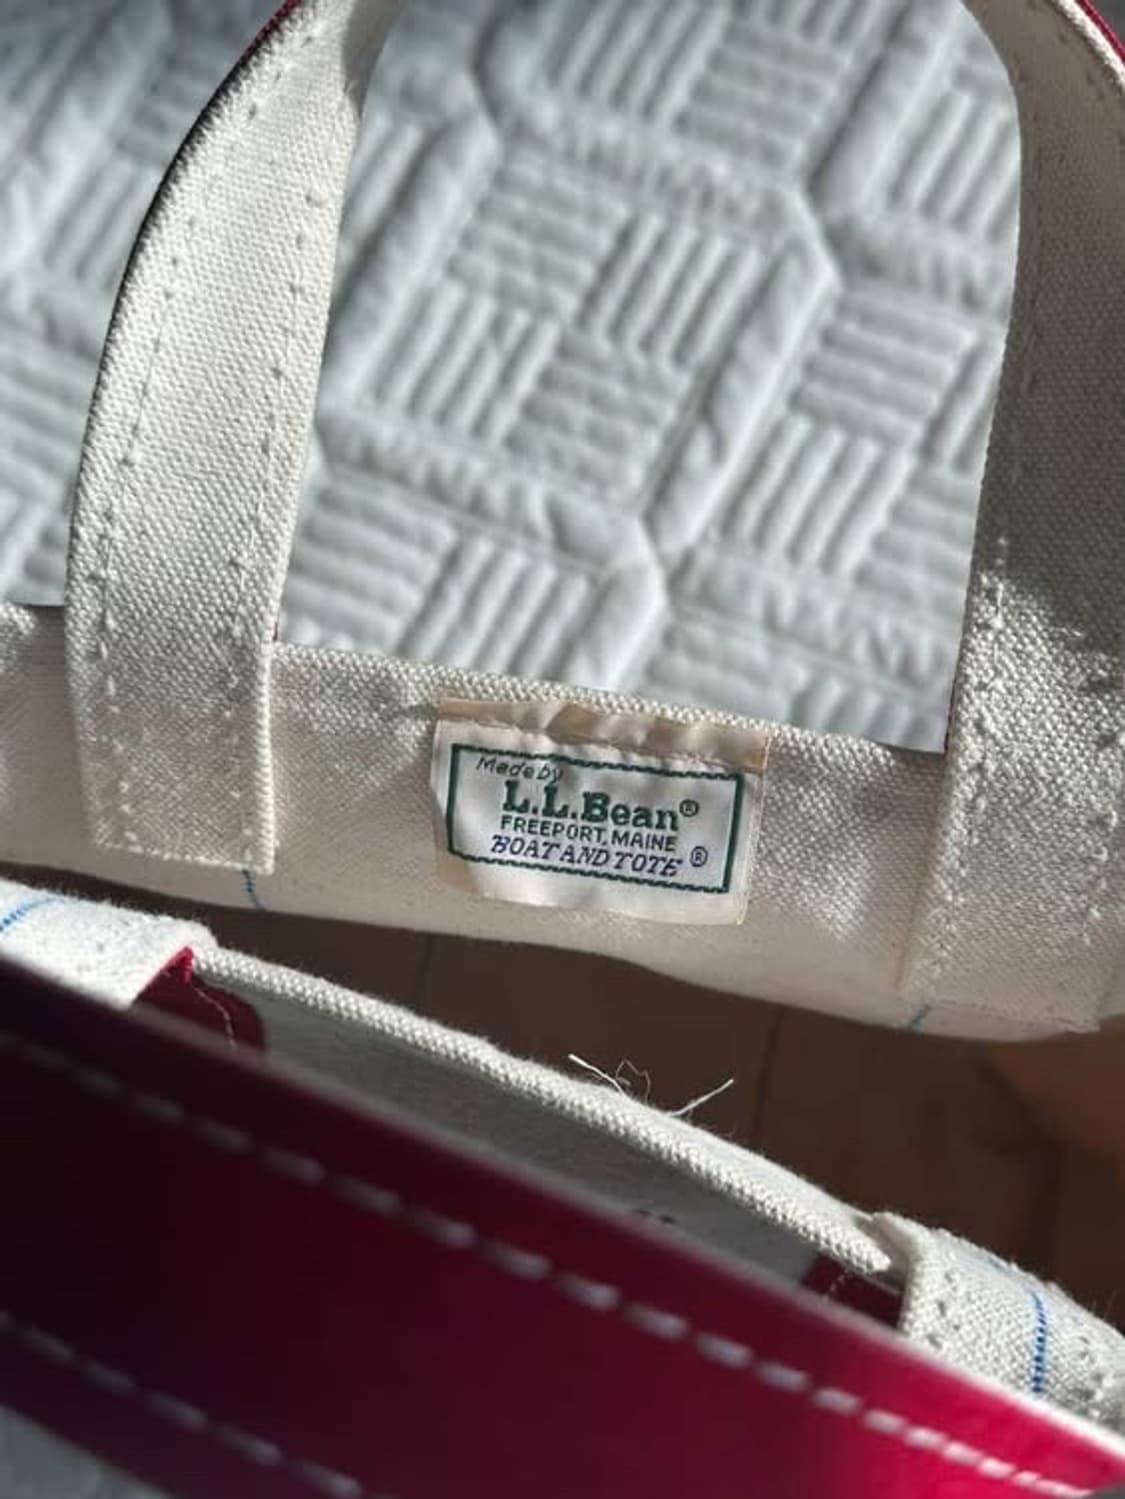 Made by
L.L.Bean®
FREEPORT, MAINE
BOAT AND TOTE ®